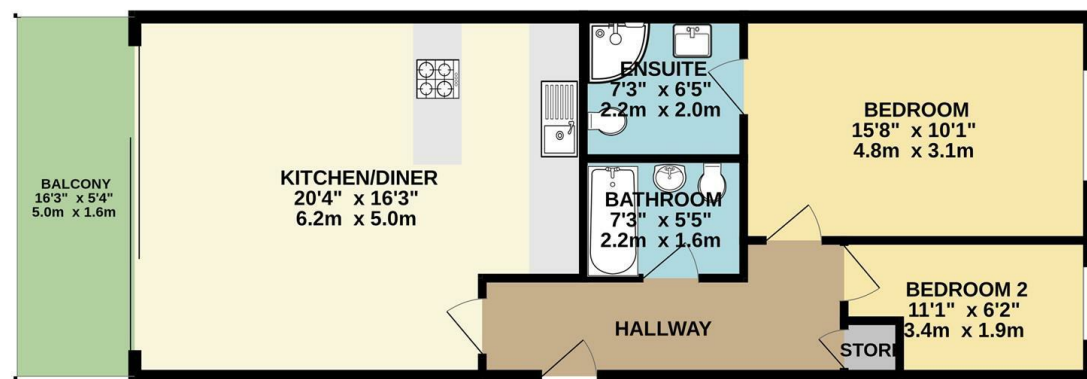 BALCONY
16'3" x 5'4"
5.0m x 1.6m
KITCHEN/DINER
20'4" x 16'3"
6.2m x 5.0m
ENSUITE
7'3" x 6'5"
2.2m x 2.0m
BATHROOM
7'3" x 5'5"
2.2m x 1.6m
BEDROOM
15'8" x 10'1"
4.8m x 3.1m
BEDROOM 2
11'1" x 6'2"
3.4m x 1.9m
HALLWAY
STORE